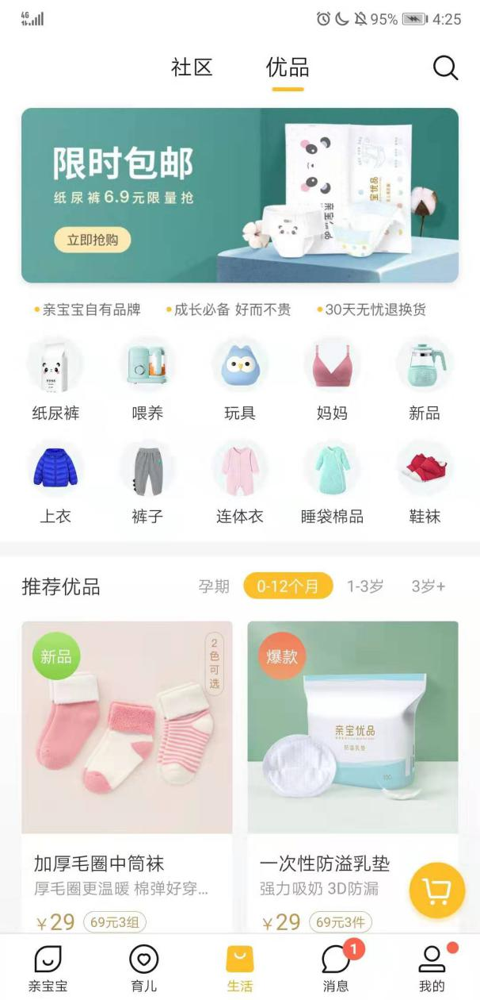 4G
95%
4:25
社区
优品
限时包邮
纸尿裤6.9元限量抢
立即抢购
亲宝宝自有品牌
成长必备 好而不贵
30天无忧退换货
纸尿裤
喂养
玩具
妈妈
新品
上衣
裤子
连体衣
睡袋棉品
鞋袜
推荐优品
孕期
0-12个月
1-3岁
3岁+
新品
2色可选
爆款
亲宝优品
防溢乳垫
100
加厚毛圈中筒袜
厚毛圈更温暖 棉弹好穿...
¥29
69元3组
一次性防溢乳垫
强力吸奶 3D防漏
¥29
69元3件
亲宝宝
育儿
生活
消息
1
我的